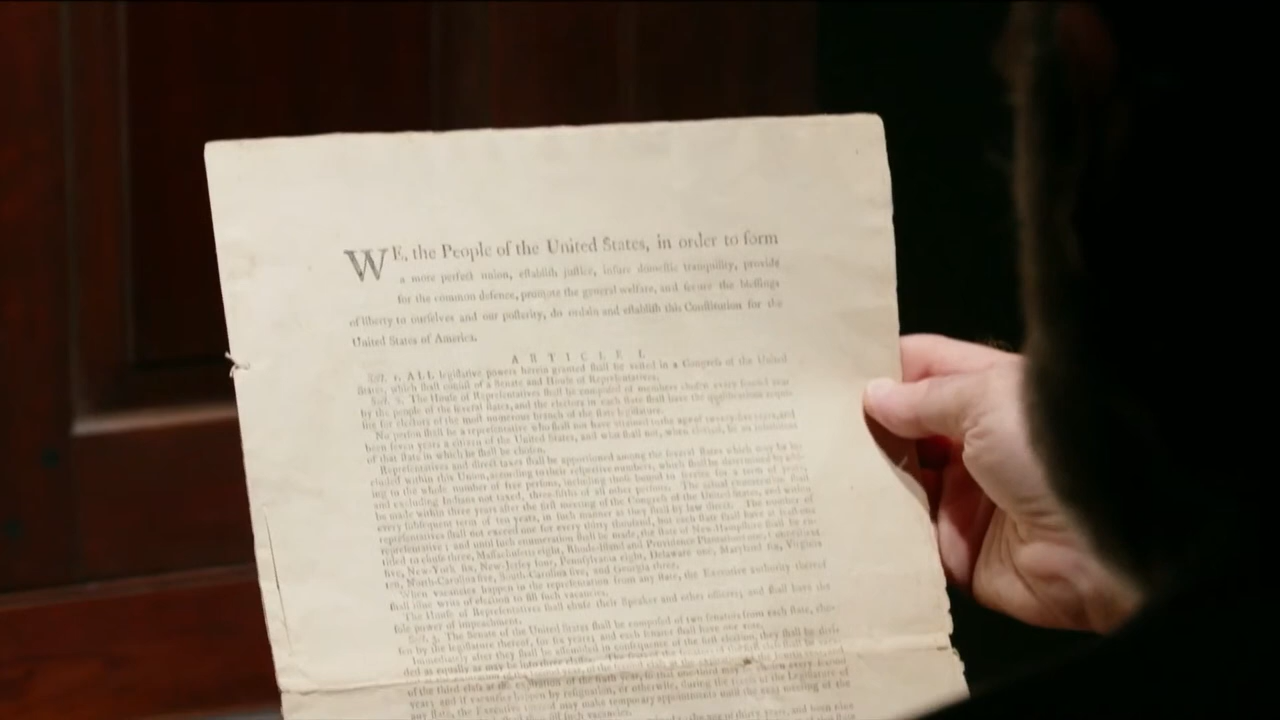 WE, the People of the United States, in order to form
a more perfect union, eſtabliſh juſtice, inſure domeſtic tranquility, provide
for the common defence, promote the general welfare, and ſecure the bleſſings
of liberty to ourſelves and our poſterity, do ordain and eſtabliſh this Conſtitution for the
United States of America.
ARTICLE I.
Sect. 1. ALL legiſlative powers herein granted ſhall be veſted in a Congreſs of the United
States, which ſhall conſiſt of a Senate and Houſe of Repreſentatives.
Sect. 2. The Houſe of Repreſentatives ſhall be compoſed of members choſen every ſecond year
by the people of the ſeveral ſtates, and the electors in each ſtate ſhall have the qualifications requi-
ſite for electors of the moſt numerous branch of the ſtate legiſlature.
No perſon ſhall be a repreſentative who ſhall not have attained to the age of twenty-five years, and
been ſeven years a citizen of the United States, and who ſhall not, when elected, be an inhabitant
of that ſtate in which he ſhall be choſen.
Repreſentatives and direct taxes ſhall be apportioned among the ſeveral ſtates which may be in-
cluded within this Union, according to their reſpective numbers, which ſhall be determined by add-
ing to the whole number of free perſons, including thoſe bound to ſervice for a term of years,
and excluding Indians not taxed, three-fifths of all other perſons. The actual enumeration ſhall
be made within three years after the firſt meeting of the Congreſs of the United States, and within
every ſubſequent term of ten years, in ſuch manner as they ſhall by law direct. The number of
repreſentatives ſhall not exceed one for every thirty thouſand, but each ſtate ſhall have at leaſt one
repreſentative; and until ſuch enumeration ſhall be made, the ſtate of New-Hampſhire ſhall be en-
titled to chuſe three, Maſſachuſetts eight, Rhode-Iſland and Providence Plantations one, Connecticut
five, New-York ſix, New-Jerſey four, Pennſylvania eight, Delaware one, Maryland ſix, Virginia
ten, North-Carolina five, South-Carolina five, and Georgia three.
When vacancies happen in the repreſentation from any ſtate, the Executive authority thereof
ſhall iſſue writs of election to fill ſuch vacancies.
The Houſe of Repreſentatives ſhall chuſe their Speaker and other officers; and ſhall have the
ſole power of impeachment.
Sect. 3. The Senate of the United States ſhall be compoſed of two ſenators from each ſtate, cho-
ſen by the legiſlature thereof, for ſix years; and each ſenator ſhall have one vote.
Immediately after they ſhall be aſſembled in conſequence of the firſt election, they ſhall be divid-
ed as equally as may be into three claſſes.
of the third claſs at the expiration of the ſixth year, ſo that one-third may be choſen every ſecond
year; and if vacancies happen by reſignation, or otherwiſe, during the receſs of the Legiſlature of
any ſtate, the Executive thereof may make temporary appointments until the next meeting of the